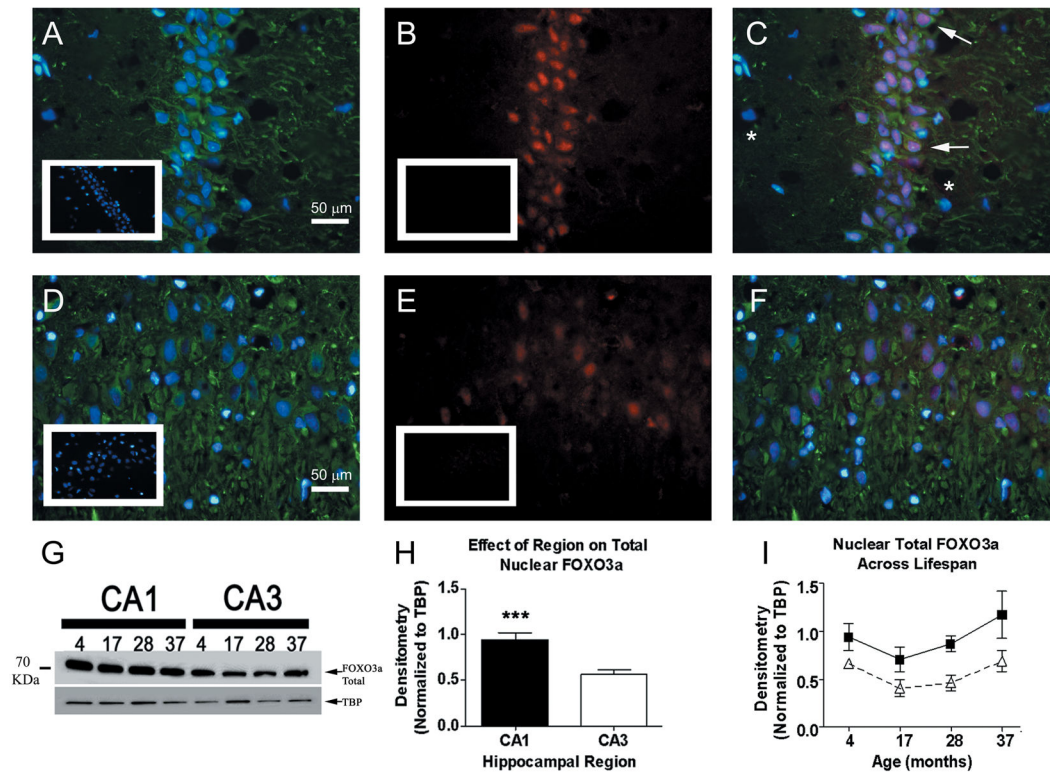 A
50 µm
B
C
*
*
D
50 µm
E
F
G
CA1 CA3
4 17 28 37 4 17 28 37
70
KDa
FOXO3a
Total
TBP
H
Effect of Region on Total
Nuclear FOXO3a
Densitometry
(Normalized to TBP)
1.5
1.0
0.5
0.0
***
CA1 CA3
Hippocampal Region
I
Nuclear Total FOXO3a
Across Lifespan
Densitometry
(Normalized to TBP)
1.5
1.0
0.5
0.0
4 17 28 37
Age (months)